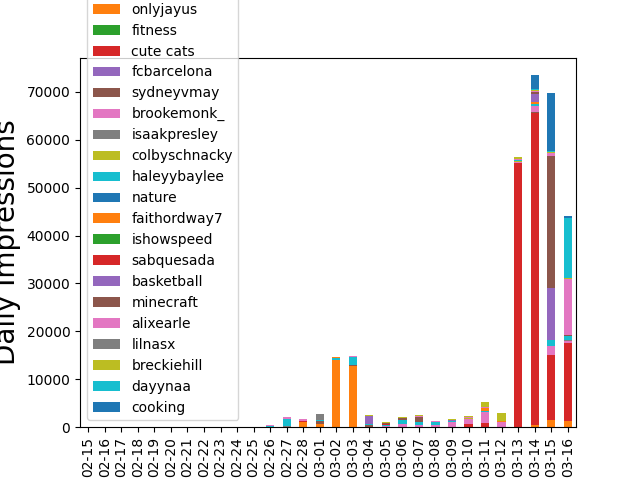 onlyjayus
fitness
cute cats
fcbarcelona
sydneyvmay
brookemonk_
isaakpresley
colbyschnacky
haleyybaylee
nature
faithordway7
ishowspeed
sabquesada
basketball
minecraft
alixearle
lilnasx
breckiehill
dayynaa
cooking
Daily Impressions
70000
60000
50000
40000
30000
20000
10000
0
02-15
02-16
02-17
02-18
02-19
02-20
02-21
02-22
02-23
02-24
02-25
02-26
02-27
02-28
03-01
03-02
03-03
03-04
03-05
03-06
03-07
03-08
03-09
03-10
03-11
03-12
03-13
03-14
03-15
03-16